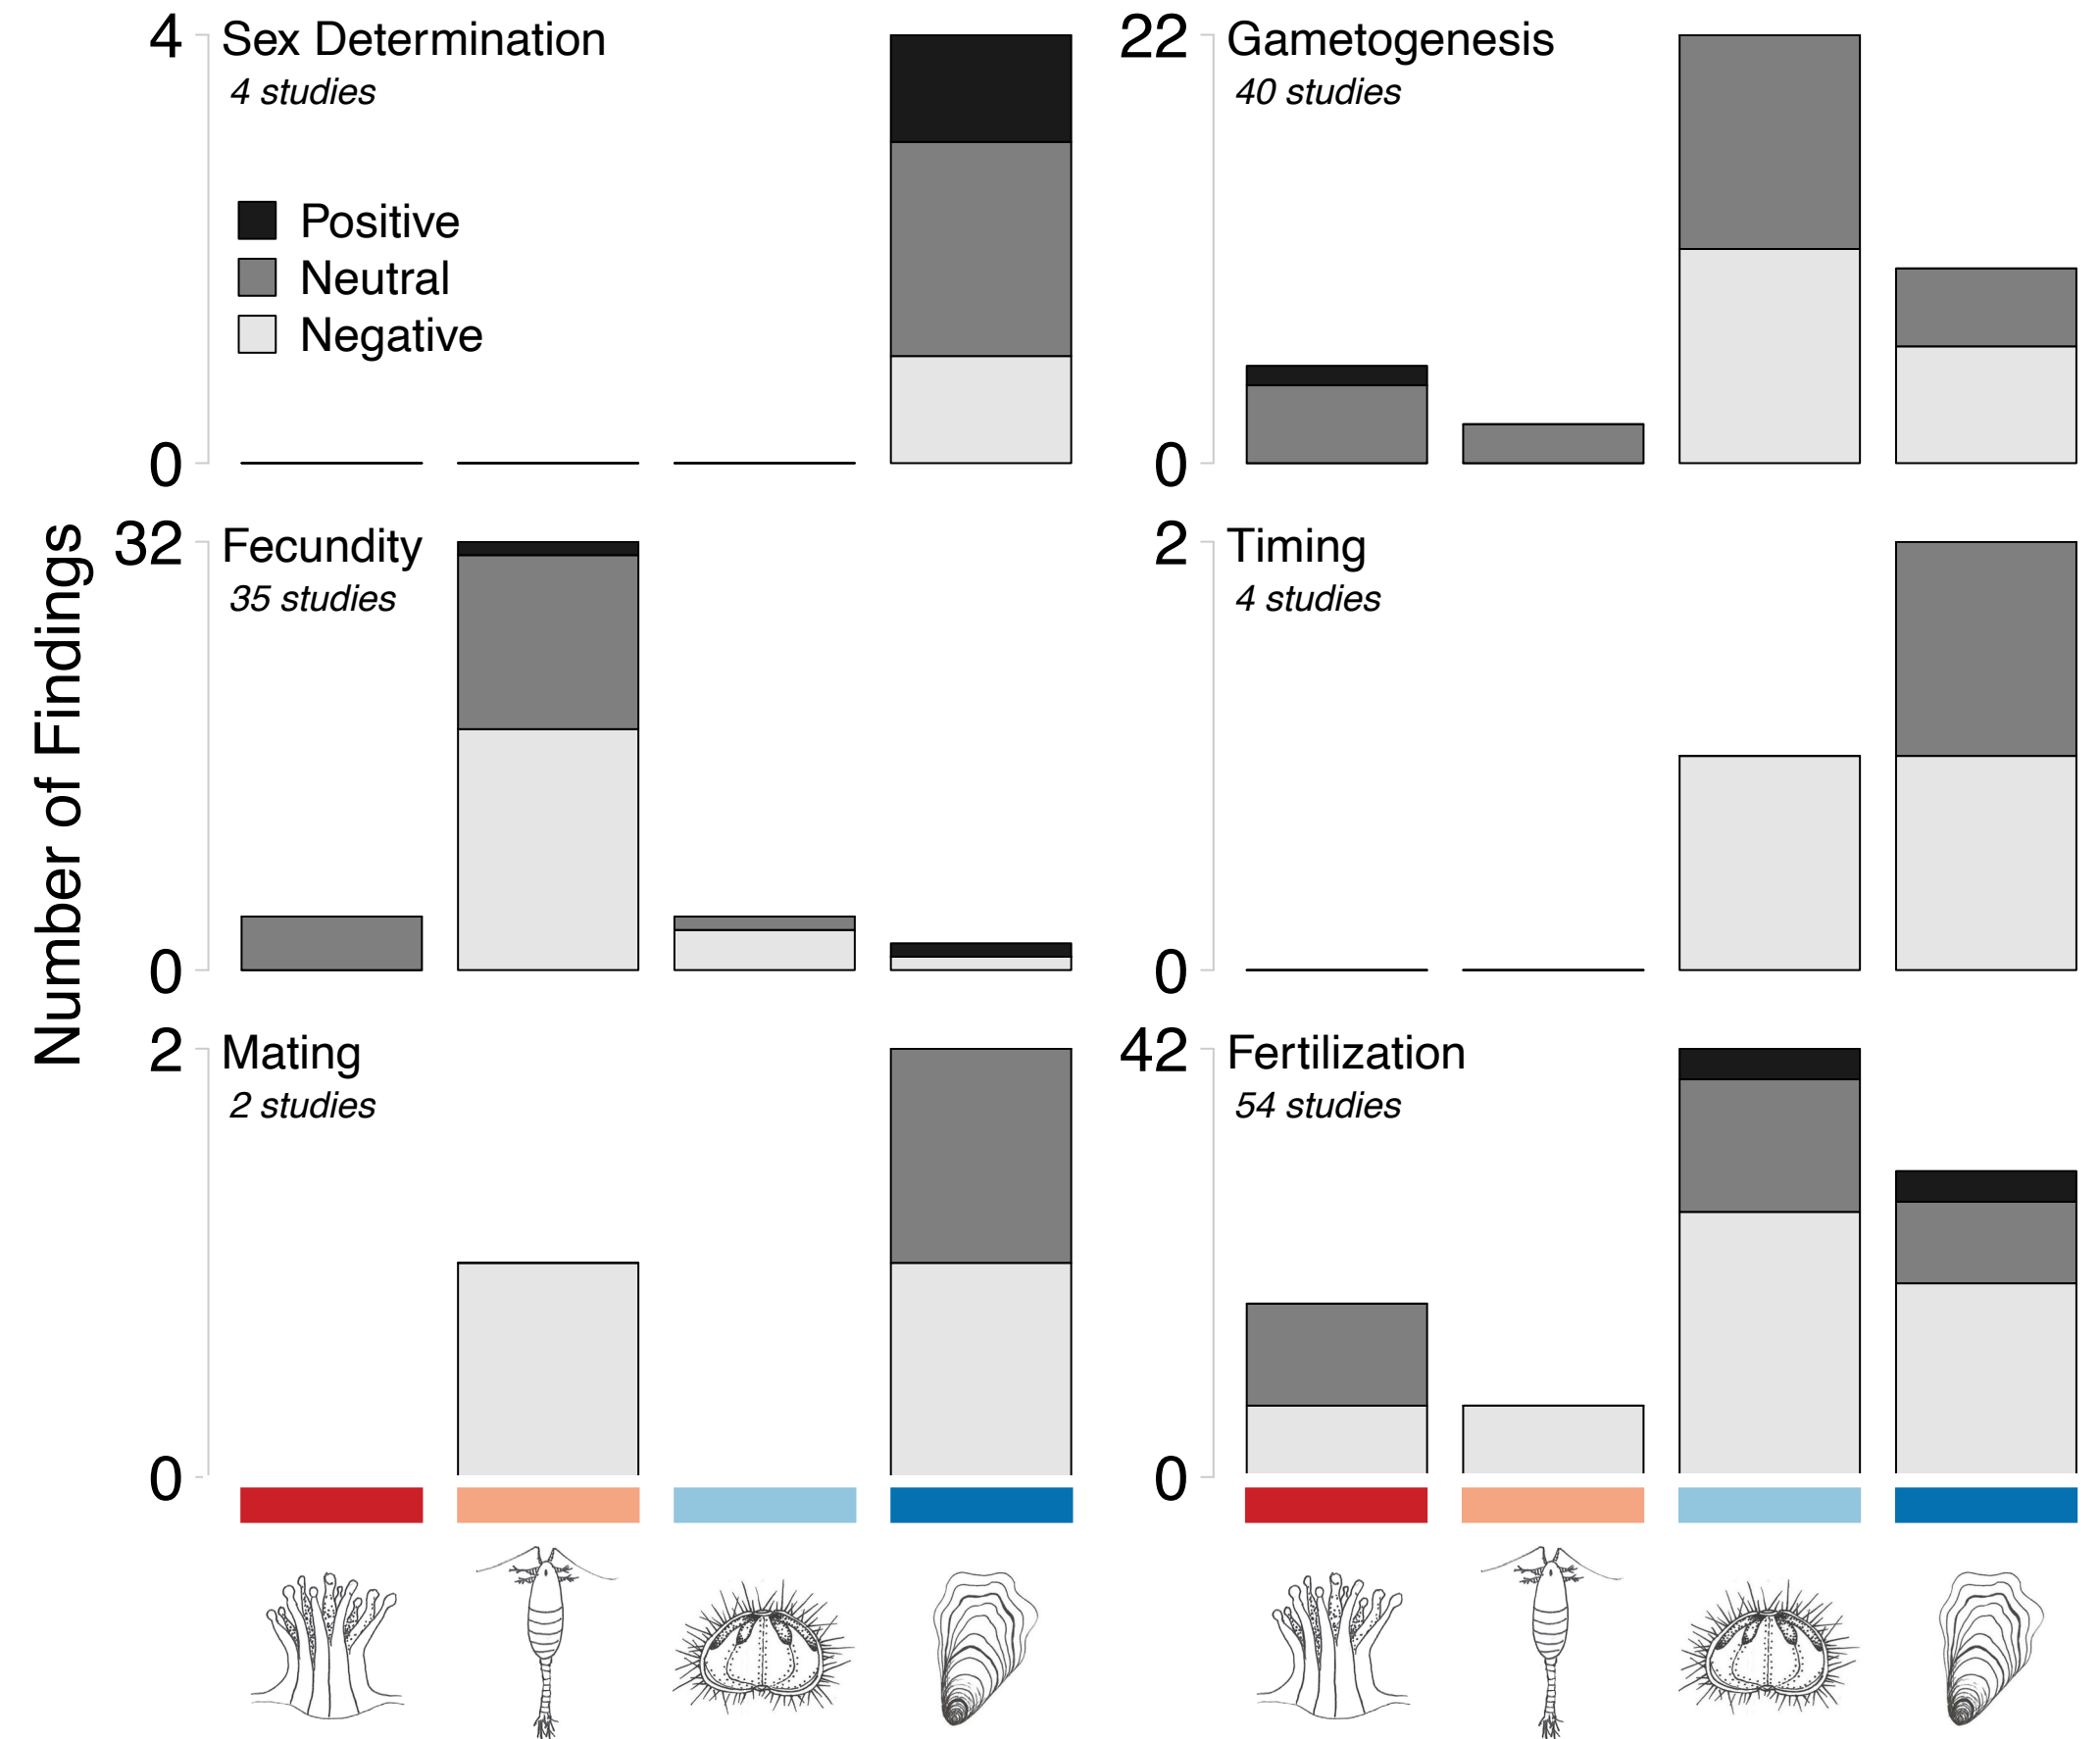 Number of Findings
4
Sex Determination
4 studies
Positive
Neutral
Negative
0
22
Gametogenesis
40 studies
0
32
Fecundity
35 studies
0
2
Timing
4 studies
0
2
Mating
2 studies
0
42
Fertilization
54 studies
0